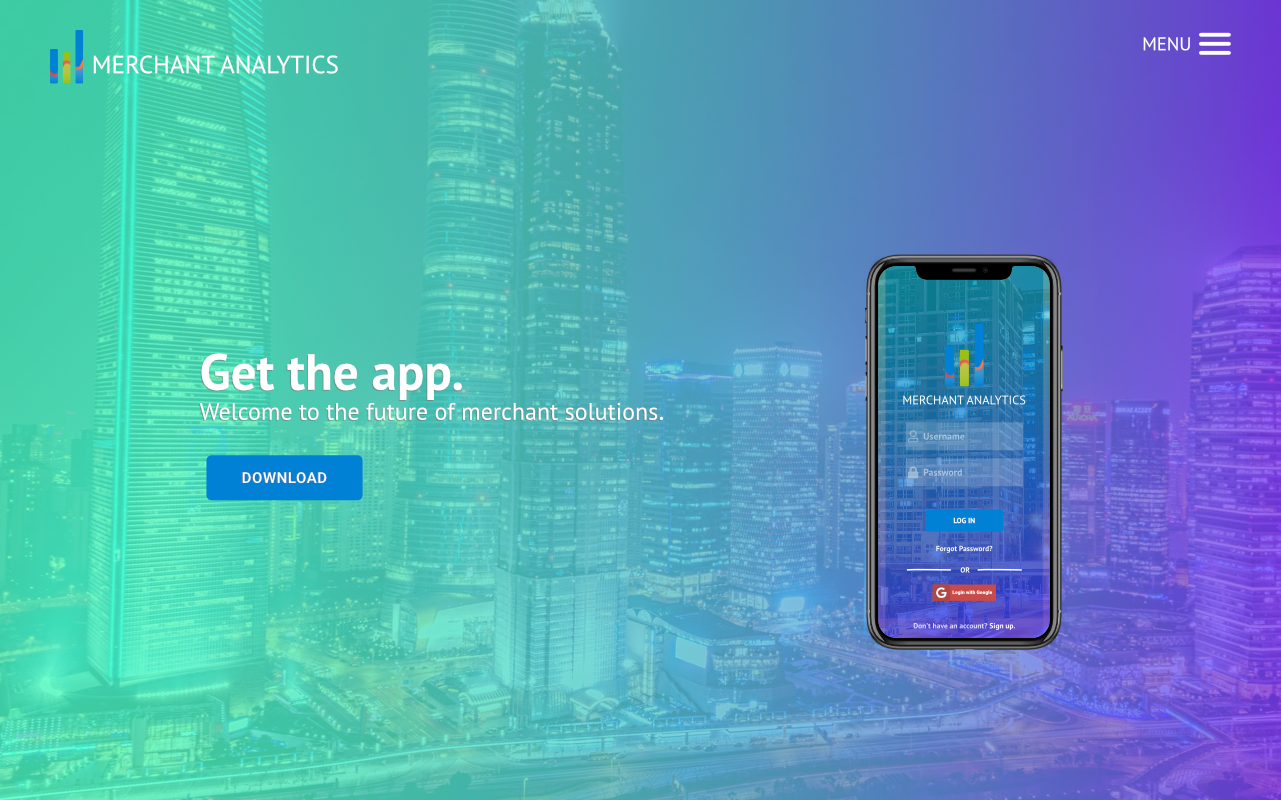 MERCHANT ANALYTICS
MENU
Get the app.
Welcome to the future of merchant solutions.
DOWNLOAD
MERCHANT ANALYTICS
Username
Password
LOG IN
Forgot Password?
OR
G Login with Google
Don't have an account? Sign up.